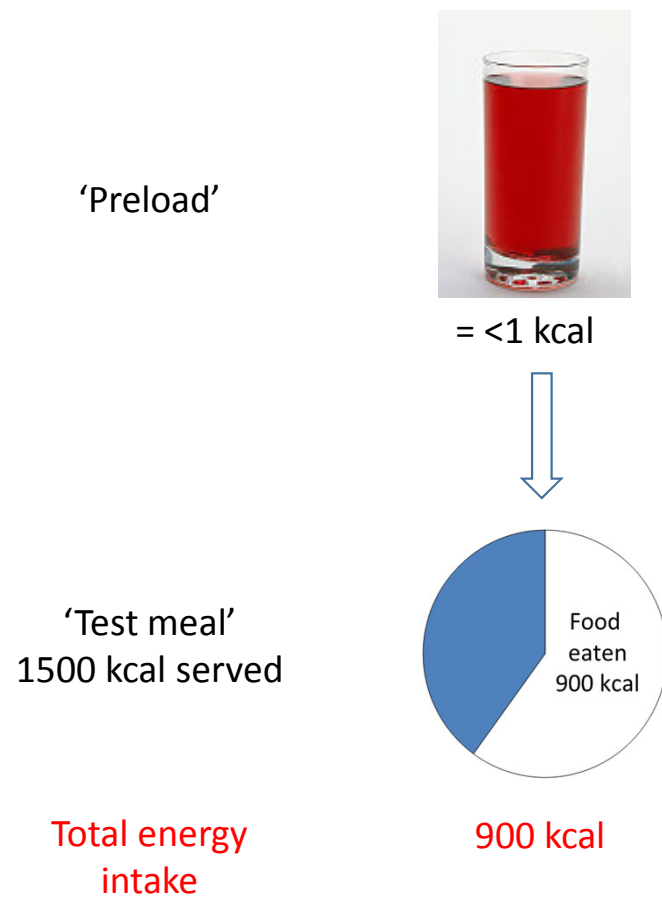 ‘Preload’
= <1 kcal
‘Test meal’
1500 kcal served
Food
eaten
900 kcal
Total energy
intake
900 kcal